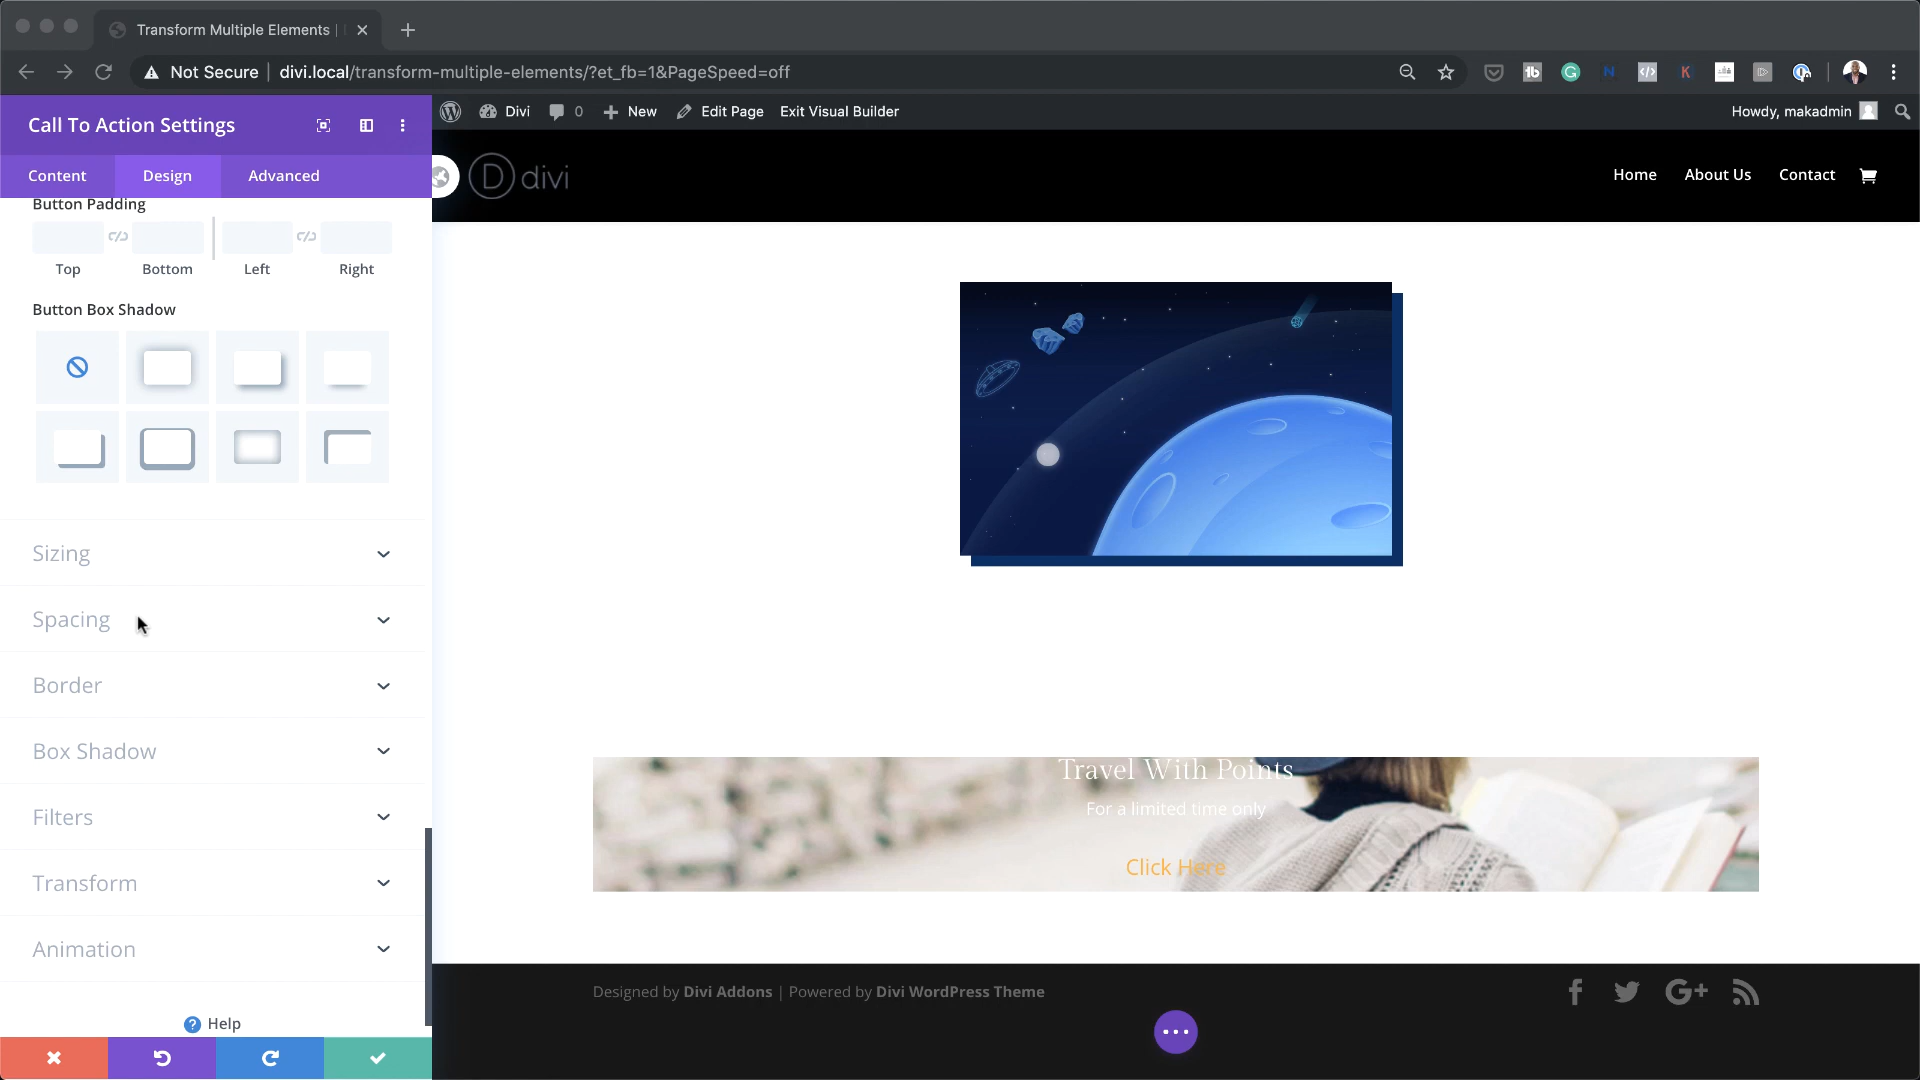 Transform Multiple Elements |
Not Secure | divi.local/transform-multiple-elements/?et_fb=1&PageSpeed=off
Call To Action Settings
Divi 0 New Edit Page Exit Visual Builder Howdy, makadmin
Content Design Advanced
divi
Home About Us Contact
Button Padding
Top Bottom Left Right
Button Box Shadow
Sizing
Spacing
Border
Box Shadow
Filters
Transform
Animation
Help
Travel With Points
For a limited time only
Click Here
Designed by Divi Addons | Powered by Divi WordPress Theme